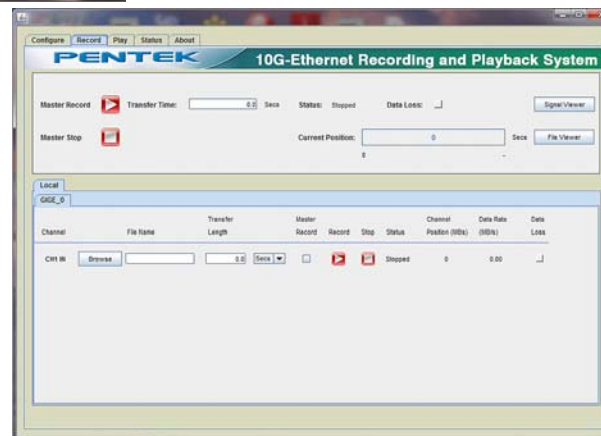 Configure Record Play Status About
PENTEK 10G-Ethernet Recording and Playback System
Master Record Transfer Time: 0.0 Secs Status: Stopped Data Loss: Signal Viewer
Master Stop Current Position: 0 Secs File Viewer
0 -
Local
GIGE_0
Transfer Master Channel Data Rate Data
Channel File Name Length Record Record Stop Status Position (MBs) (MB/s) Loss
CH1 IN Browse 0.0 Secs Stopped 0 0.00